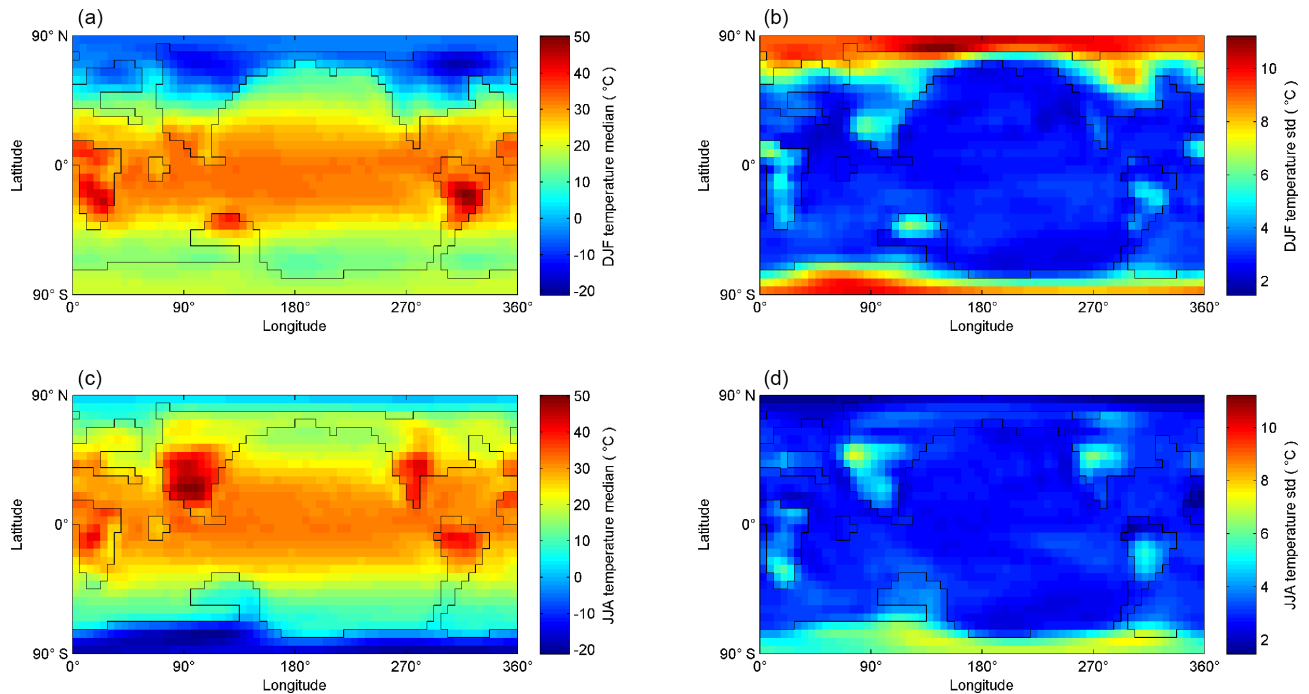 (a)
90° N
0°
90° S
Latitude
0° 90° 180° 270° 360°
Longitude
50
40
30
20
10
0
-10
-20
DJF temperature median ( °C)
(b)
90° N
0°
90° S
Latitude
0° 90° 180° 270° 360°
Longitude
10
8
6
4
2
DJF temperature std ( °C)
(c)
90° N
0°
90° S
Latitude
0° 90° 180° 270° 360°
Longitude
50
40
30
20
10
0
-10
-20
JJA temperature median ( °C)
(d)
90° N
0°
90° S
Latitude
0° 90° 180° 270° 360°
Longitude
10
8
6
4
2
JJA temperature std ( °C)